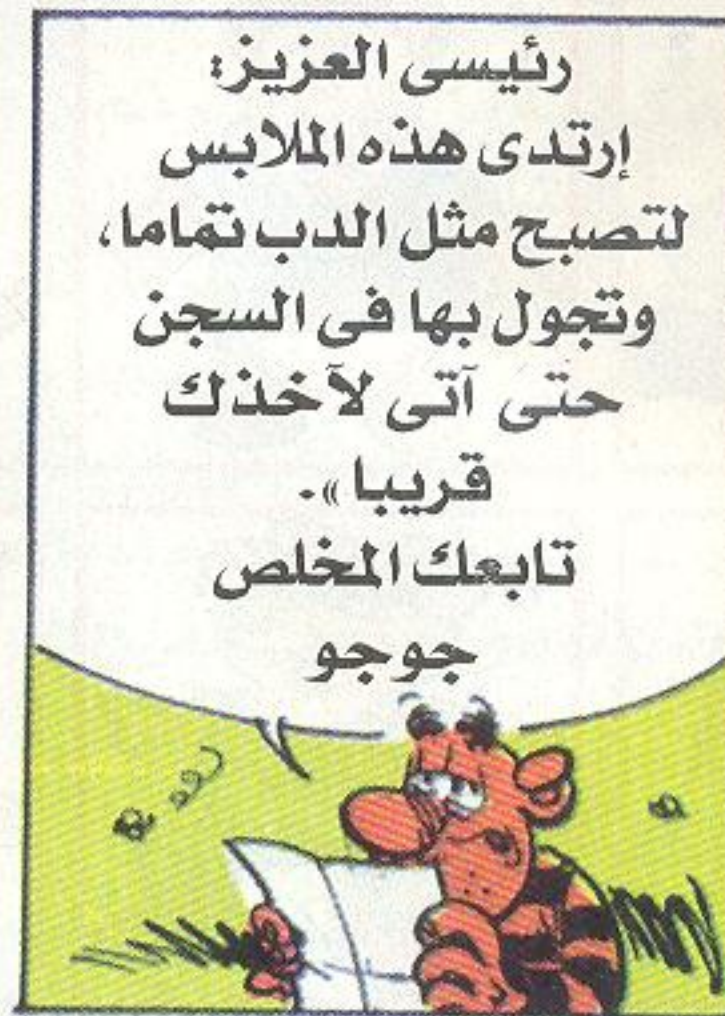 رئيسى العزيز:
إرتدى هذه الملابس
لتصبح مثل الدب تماما،
وتجول بها فى السجن
حتى آتى لآخذك
قريبا».
تابعك المخلص
جوجو